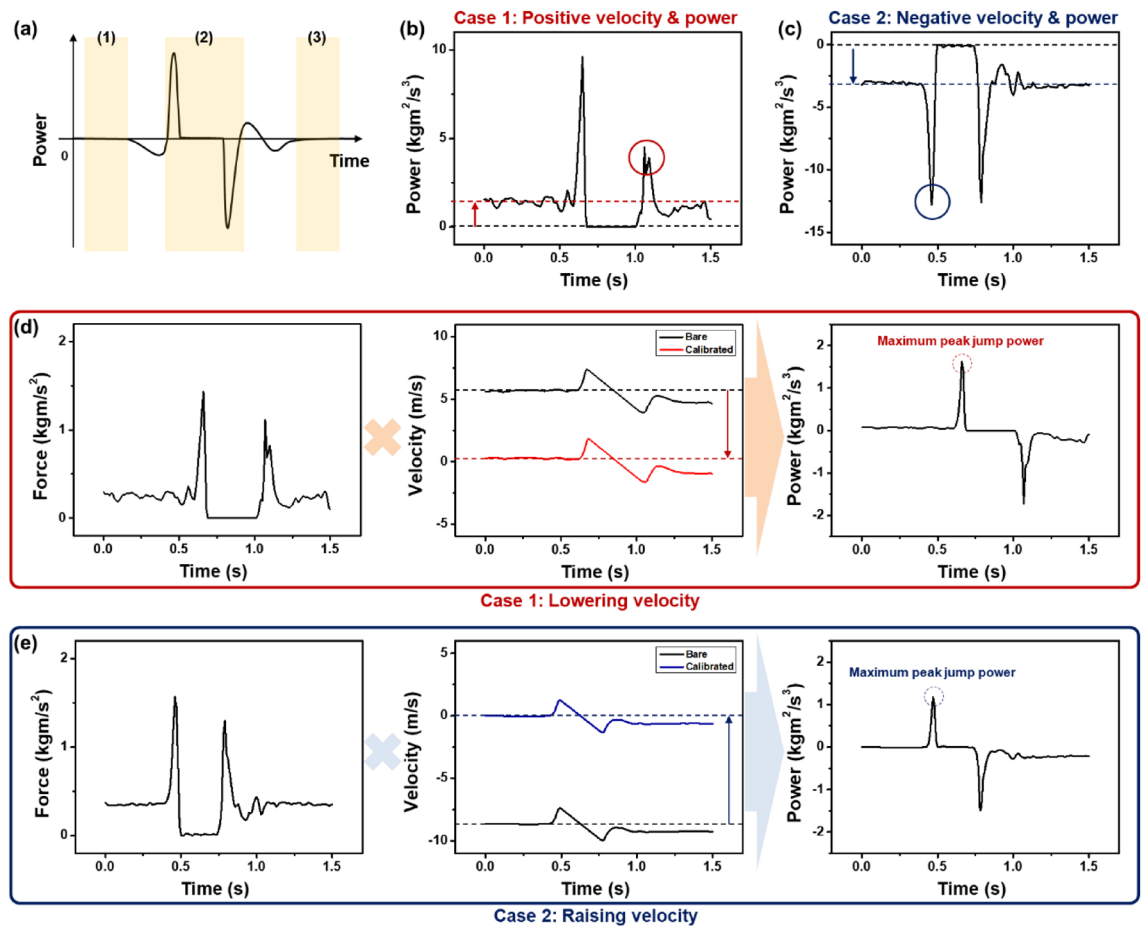 (a)
(1)
(2)
(3)
Power
0
Time
Case 1: Positive velocity & power
(b)
10
5
0
Power (kgm²/s³)
0.0
0.5
1.0
1.5
Time (s)
Case 2: Negative velocity & power
(c)
0
-5
-10
-15
Power (kgm²/s³)
0.0
0.5
1.0
1.5
Time (s)
(d)
2
1
0
Force (kgm/s²)
0.0
0.5
1.0
1.5
Time (s)
10
5
0
-5
Velocity (m/s)
Bare
Calibrated
0.0
0.5
1.0
1.5
Time (s)
Maximum peak jump power
2
1
0
-1
-2
Power (kgm²/s³)
0.0
0.5
1.0
1.5
Time (s)
Case 1: Lowering velocity
(e)
2
1
0
Force (kgm/s²)
0.0
0.5
1.0
1.5
Time (s)
5
0
-5
-10
Velocity (m/s)
Bare
Calibrated
0.0
0.5
1.0
1.5
Time (s)
Maximum peak jump power
2
1
0
-1
-2
Power (kgm²/s³)
0.0
0.5
1.0
1.5
Time (s)
Case 2: Raising velocity